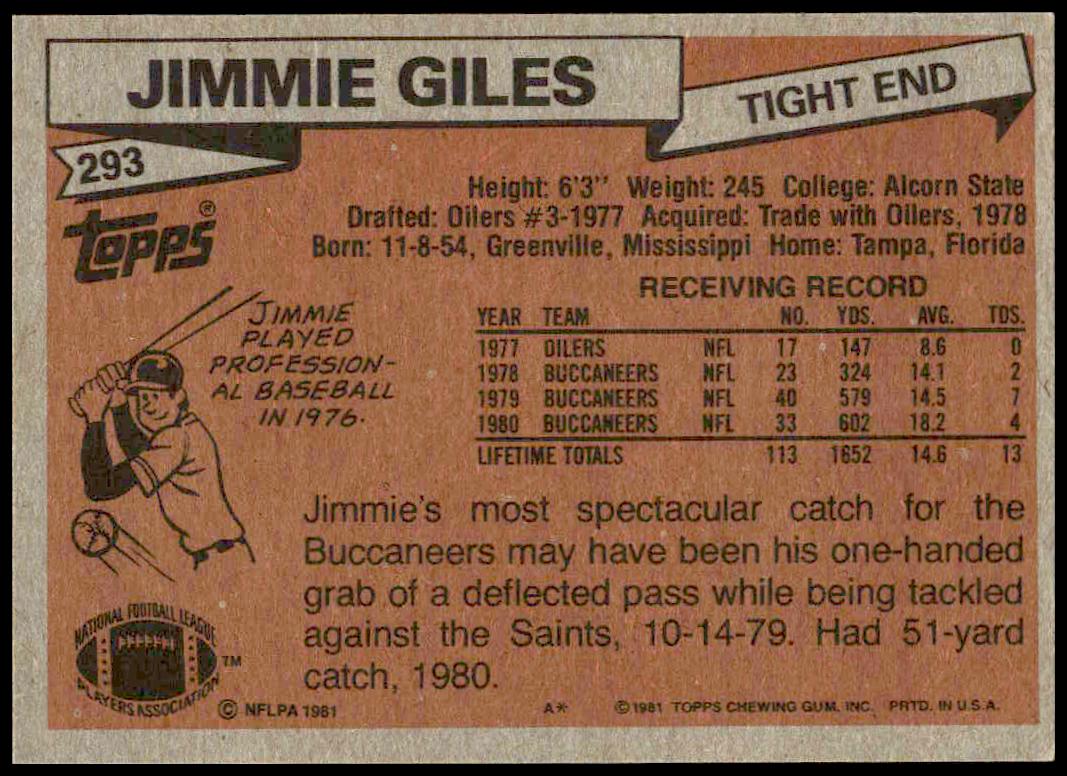 JIMMIE GILES
TIGHT END
293
Topps®
Height: 6'3" Weight: 245 College: Alcorn State
Drafted: Oilers #3-1977 Acquired: Trade with Oilers, 1978
Born: 11-8-54, Greenville, Mississippi Home: Tampa, Florida
JIMMIE
PLAYED
PROFESSION-
AL BASEBALL
IN 1976.
RECEIVING RECORD
YEAR TEAM NO. YDS. AVG. TDS.
1977 OILERS NFL 17 147 8.6 0
1978 BUCCANEERS NFL 23 324 14.1 2
1979 BUCCANEERS NFL 40 579 14.5 7
1980 BUCCANEERS NFL 33 602 18.2 4
LIFETIME TOTALS 113 1652 14.6 13
Jimmie's most spectacular catch for the
Buccaneers may have been his one-handed
grab of a deflected pass while being tackled
against the Saints, 10-14-79. Had 51-yard
catch, 1980.
NATIONAL FOOTBALL LEAGUE
PLAYERS ASSOCIATION
TM
© NFLPA 1981
A*
©1981 TOPPS CHEWING GUM, INC. PRTD. IN U.S.A.